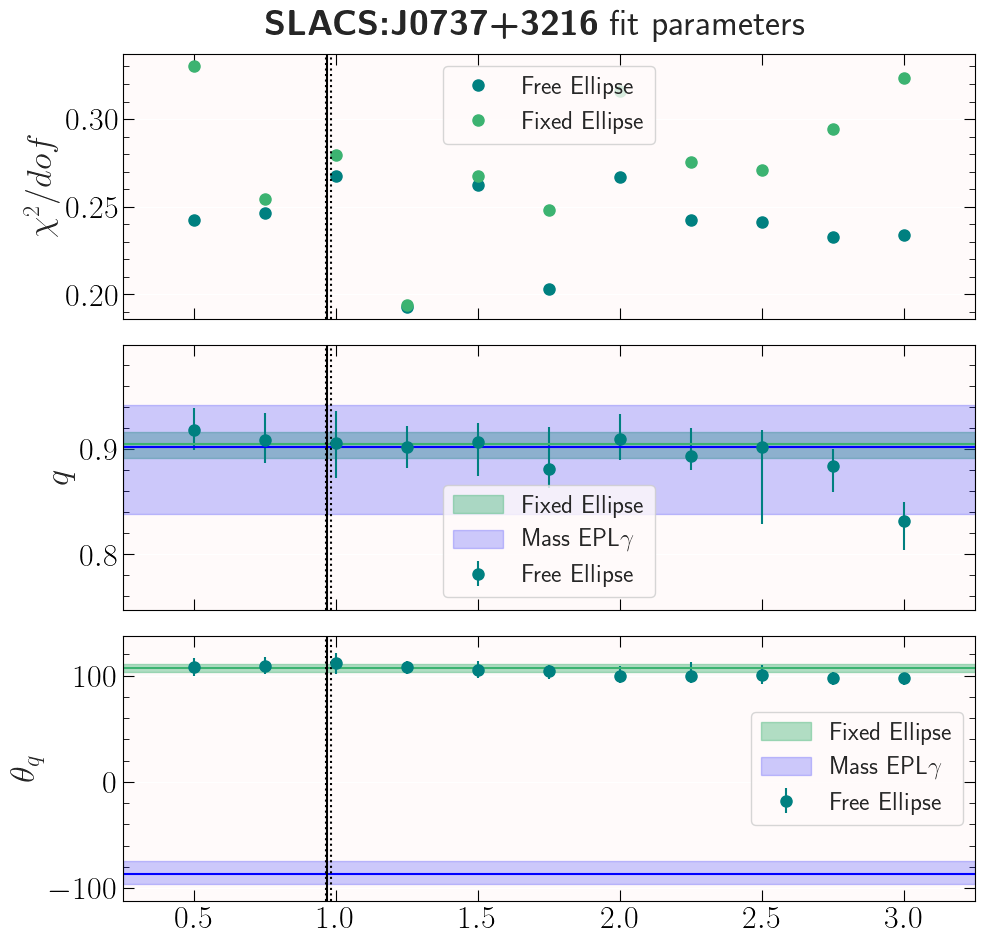 SLACS:J0737+3216 fit parameters
χ²/dof
0.30
0.25
0.20
Free Ellipse
Fixed Ellipse
q
0.9
0.8
Fixed Ellipse
Mass EPLγ
Free Ellipse
θq
100
0
−100
Fixed Ellipse
Mass EPLγ
Free Ellipse
0.5 1.0 1.5 2.0 2.5 3.0